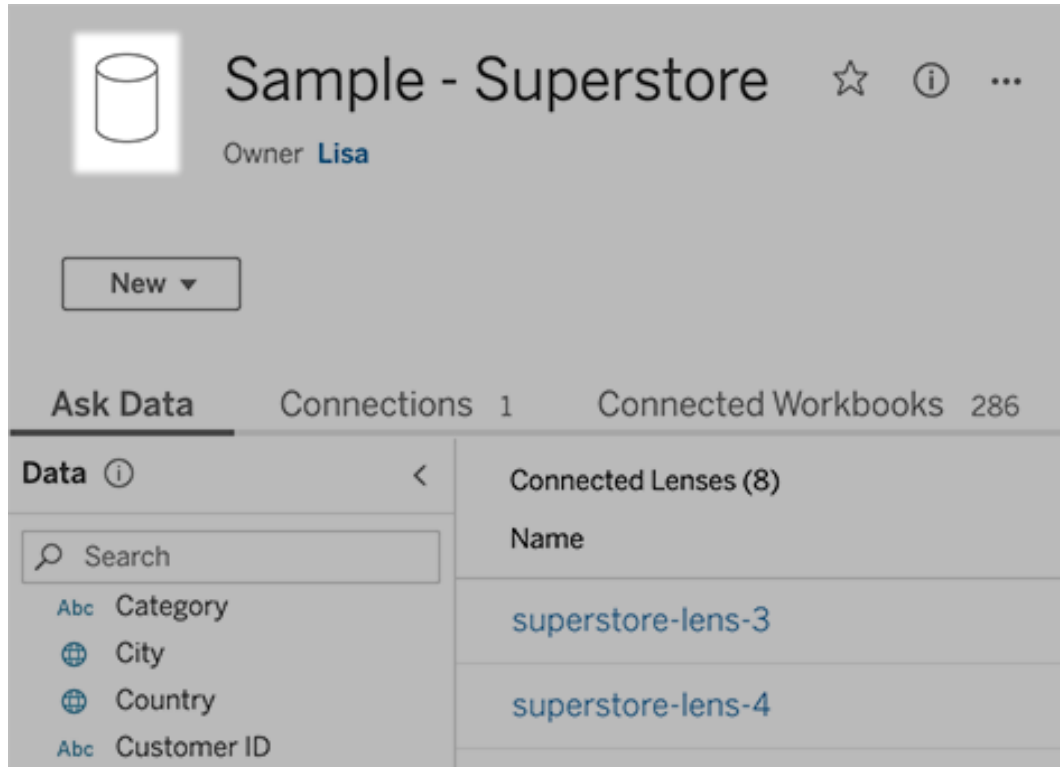 Sample - Superstore
Owner Lisa
New
Ask Data Connections 1 Connected Workbooks 286
Data
Search
Abc Category
City
Country
Abc Customer ID
Connected Lenses (8)
Name
superstore-lens-3
superstore-lens-4